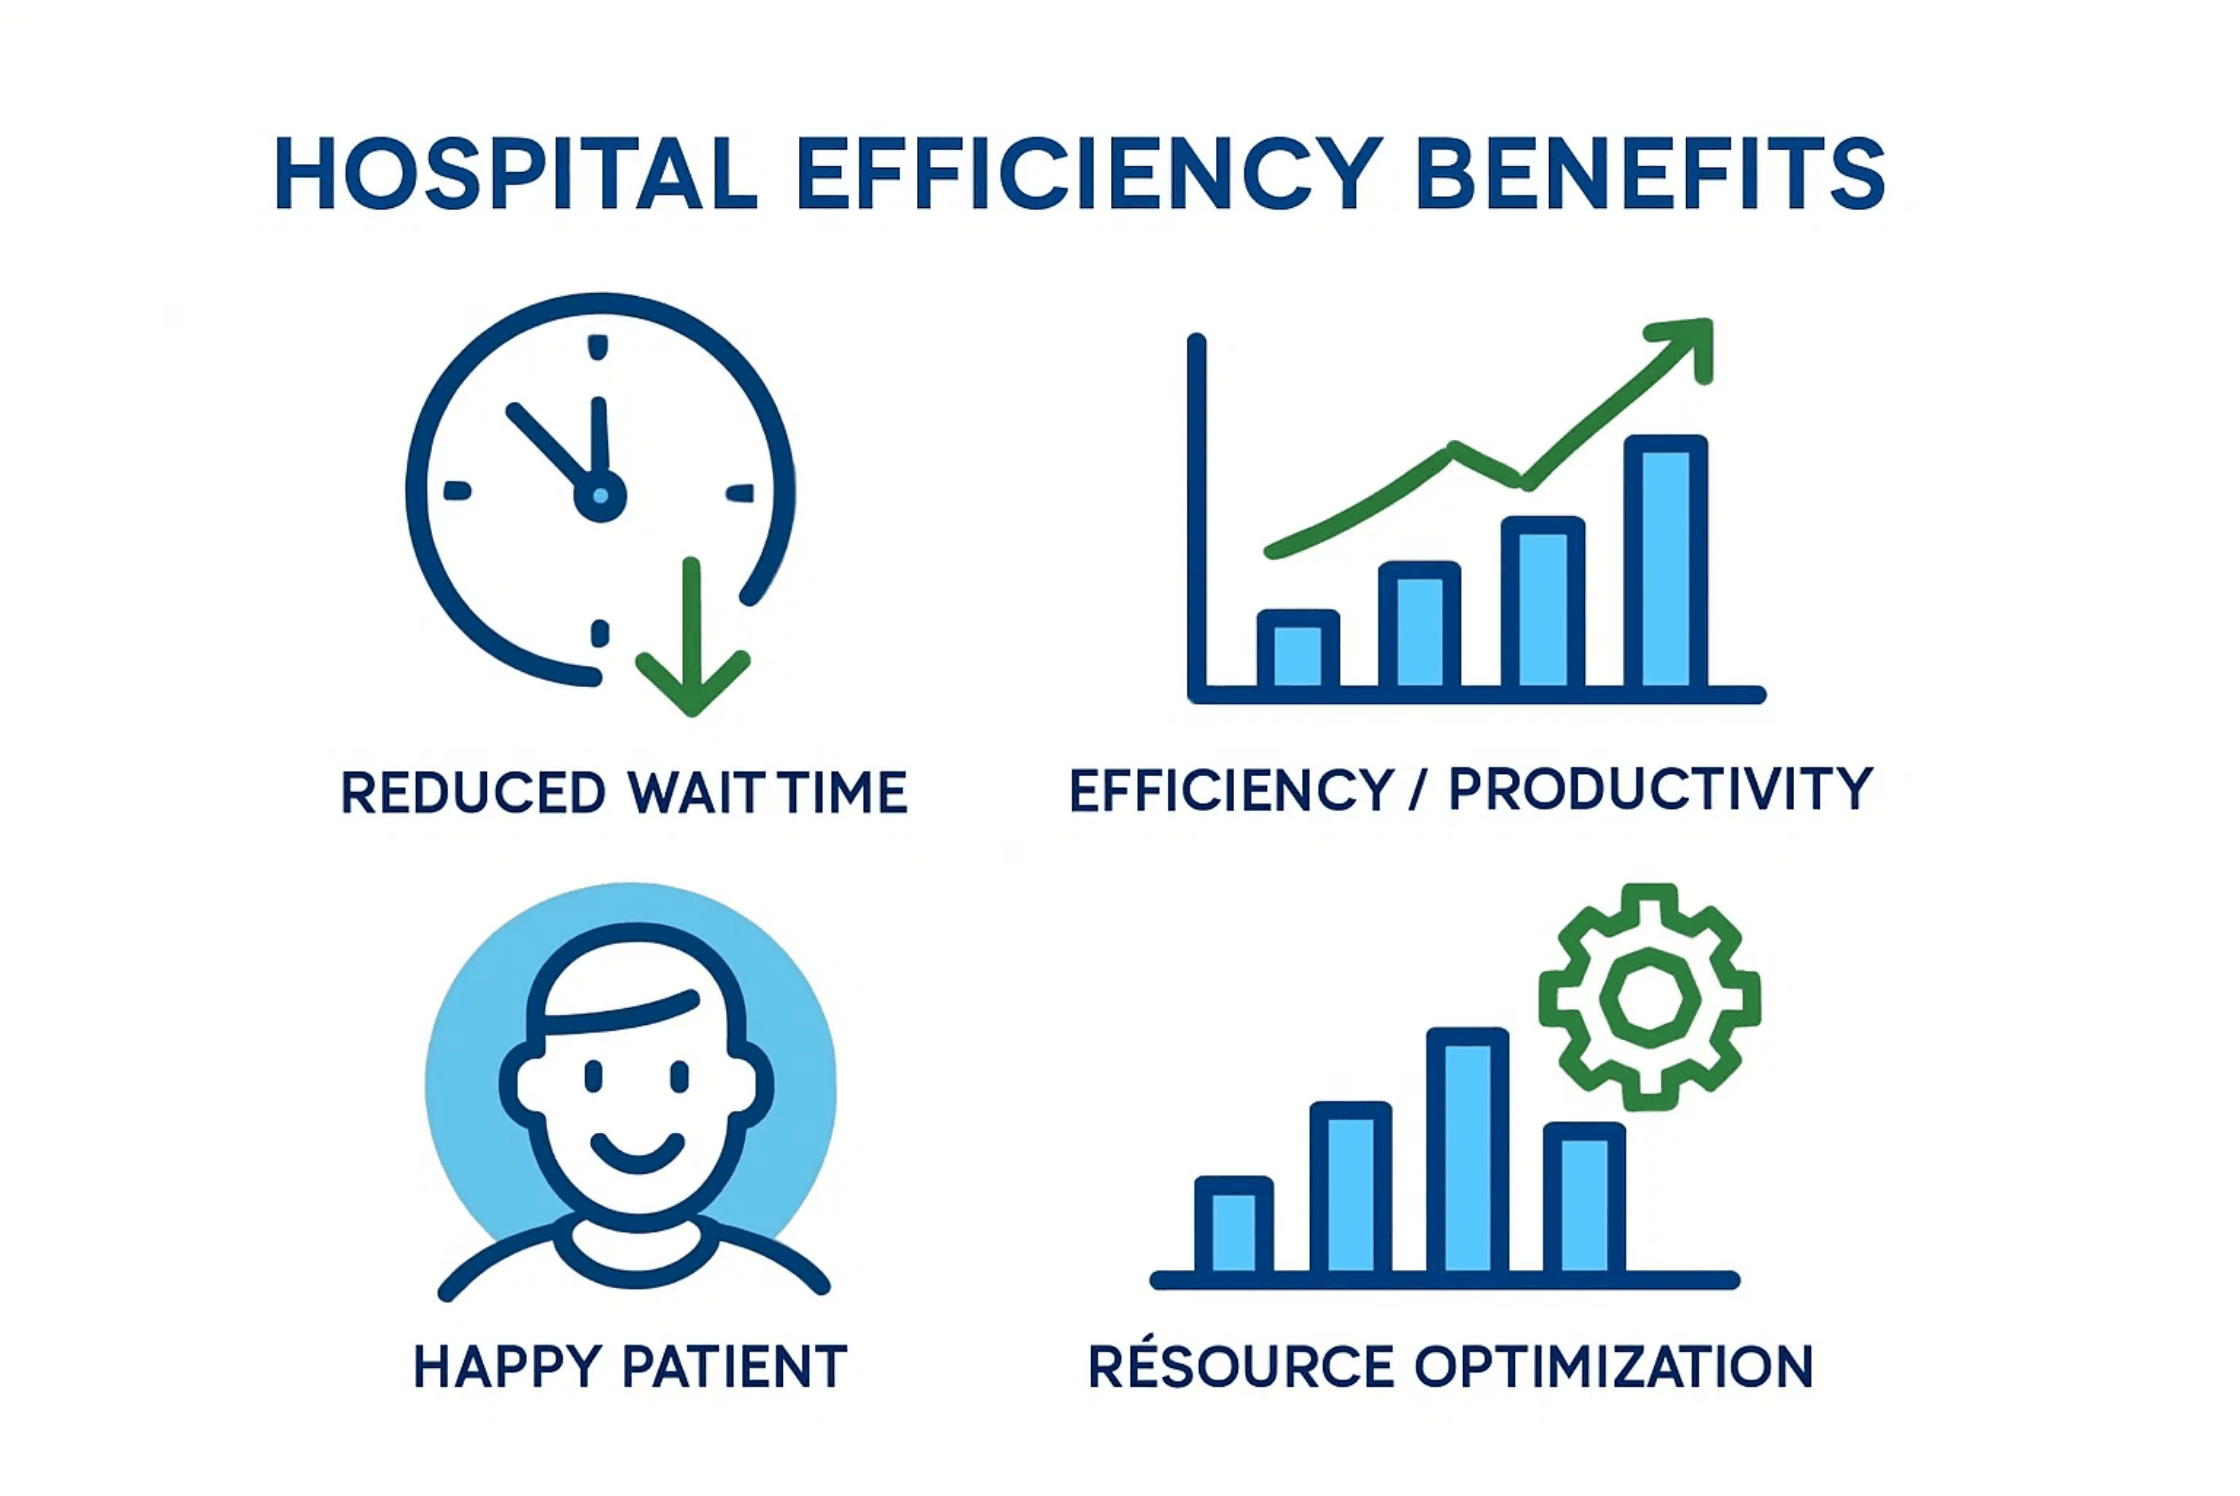 HOSPITAL EFFICIENCY BENEFITS
REDUCED WAIT TIME
EFFICIENCY / PRODUCTIVITY
HAPPY PATIENT
RÉSOURCE OPTIMIZATION